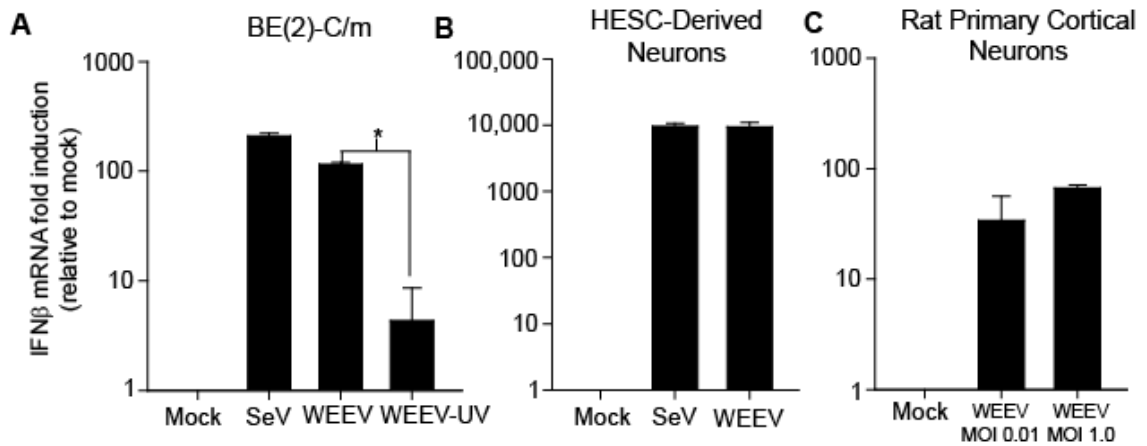 A
BE(2)-C/m
IFNβ mRNA fold induction
(relative to mock)
1000
100
10
1
Mock
SeV
WEEV
WEEV-UV
*
B
HESC-Derived
Neurons
100,000
10,000
1000
100
10
1
Mock
SeV
WEEV
C
Rat Primary Cortical
Neurons
1000
100
10
1
Mock
WEEV
MOI 0.01
WEEV
MOI 1.0